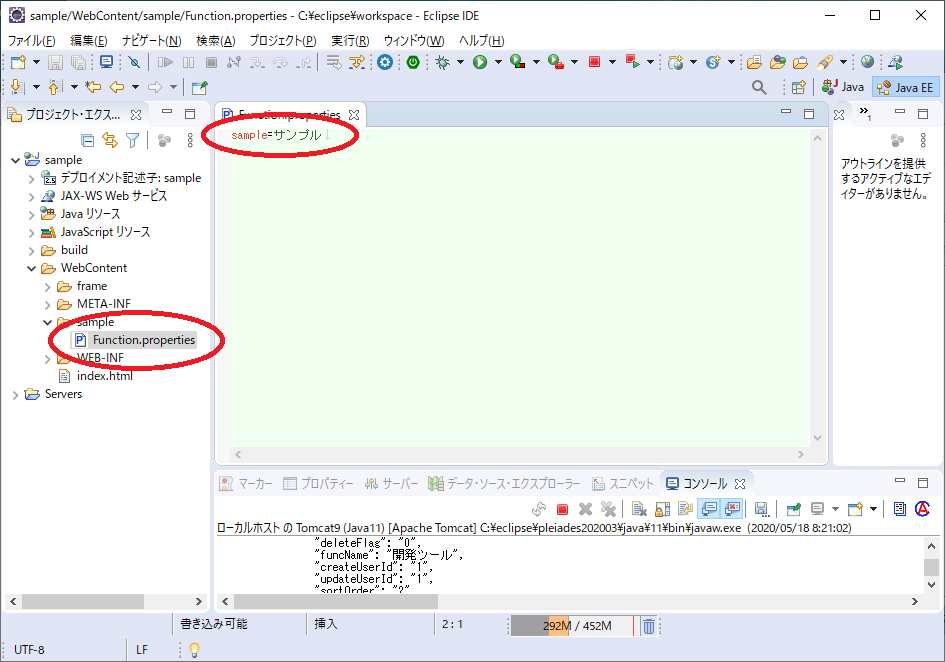 sample/WebContent/sample/Function.properties - C:¥eclipse¥workspace - Eclipse IDE
ファイル(F) 編集(E) ナビゲート(N) 検索(A) プロジェクト(P) 実行(R) ウィンドウ(W) ヘルプ(H)
Java
Java EE
プロジェクト・エクス...
Function.properties
»1
sample=サンプル↓
sample
デプロイメント記述子: sample
JAX-WS Web サービス
Java リソース
JavaScript リソース
build
WebContent
frame
META-INF
sample
Function.properties
WEB-INF
index.html
Servers
アウトラインを提供
するアクティブなエデ
ィターがありません。
マーカー プロパティー サーバー データ・ソース・エクスプローラー スニペット コンソール
ローカルホスト の Tomcat9 (Java11) [Apache Tomcat] C:¥eclipse¥pleiades202003¥java¥11¥bin¥javaw.exe (2020/05/18 8:21:02)
"deleteFlag": "0",
"funcName": "開発ツール",
"createUserId": "1",
"updateUserId": "1",
"sortOrder": "2"
書き込み可能 挿入 2 : 1 292M / 452M
UTF-8 LF